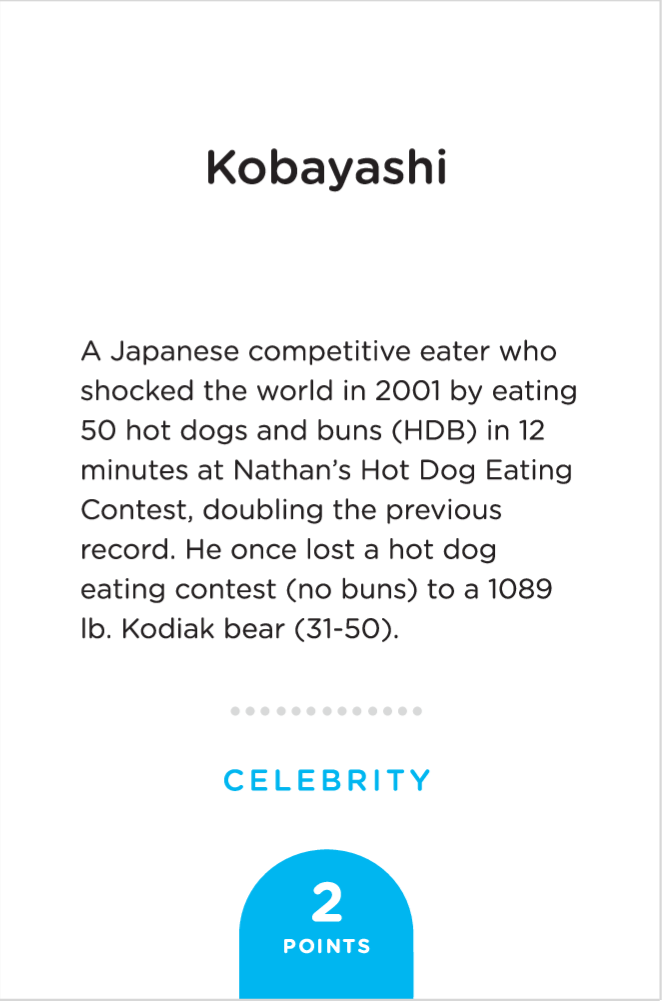 Kobayashi
A Japanese competitive eater who
shocked the world in 2001 by eating
50 hot dogs and buns (HDB) in 12
minutes at Nathan’s Hot Dog Eating
Contest, doubling the previous
record. He once lost a hot dog
eating contest (no buns) to a 1089
lb. Kodiak bear (31-50).
CELEBRITY
2
POINTS